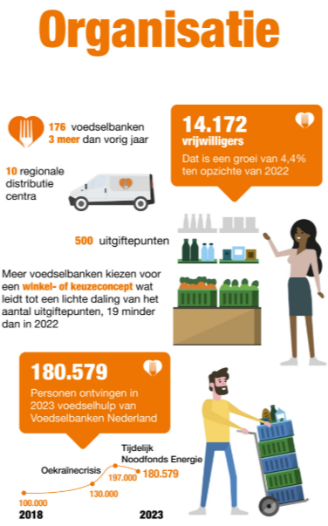 Organisatie
176 voedselbanken
3 meer dan vorig jaar
14.172
vrijwilligers
Dat is een groei van 4,4%
ten opzichte van 2022
10 regionale
distributie
centra
500 uitgiftepunten
Meer voedselbanken kiezen voor
een winkel- of keuzeconcept wat
leidt tot een lichte daling van het
aantal uitgiftepunten, 19 minder
dan in 2022
180.579
Personen ontvingen in
2023 voedselhulp van
Voedselbanken Nederland
Tijdelijk
Noodfonds Energie
Oekraïnecrisis
197.000
180.579
130.000
100.000
2018
2023